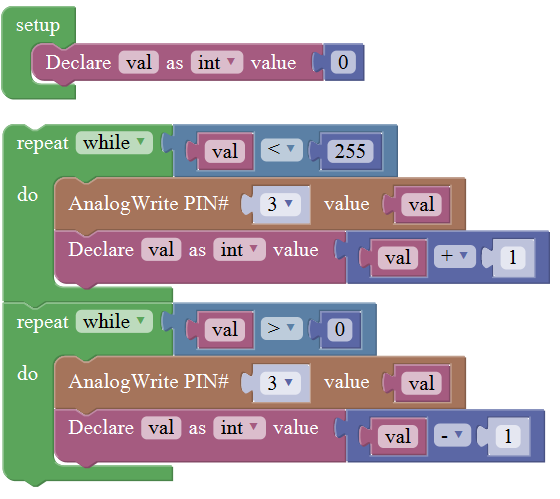 setup
Declare val as int ▾ value 0
repeat while ▾ val < ▾ 255
do AnalogWrite PIN# 3 ▾ value val
Declare val as int ▾ value val + ▾ 1
repeat while ▾ val > ▾ 0
do AnalogWrite PIN# 3 ▾ value val
Declare val as int ▾ value val - ▾ 1